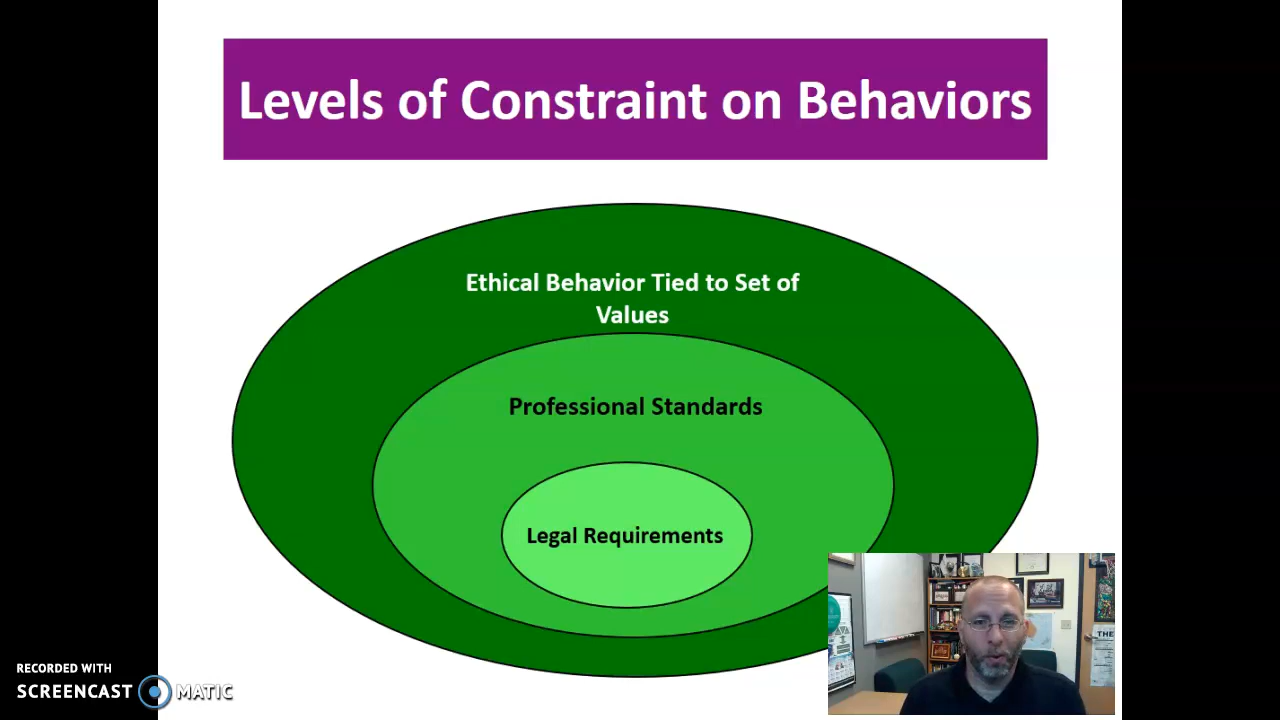 Levels of Constraint on Behaviors
Ethical Behavior Tied to Set of
Values
Professional Standards
Legal Requirements
THE
RECORDED WITH
SCREENCAST MATIC